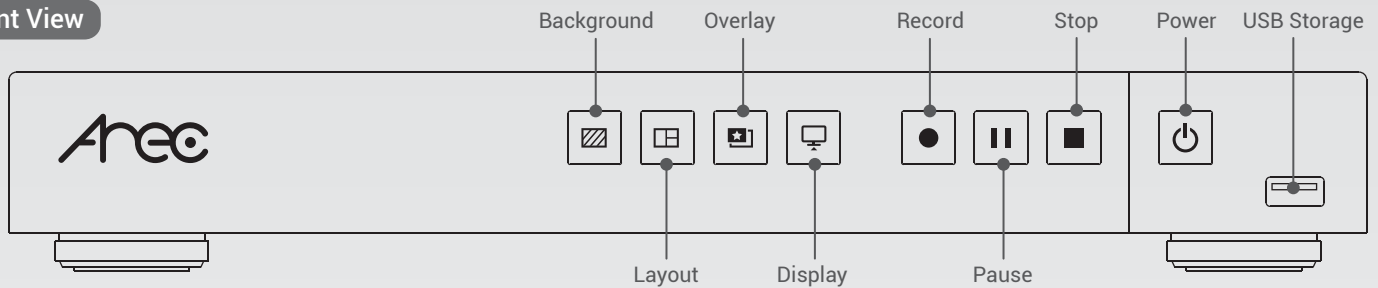 nt View
Background
Overlay
Record
Stop
Power
USB Storage
Arec
Layout
Display
Pause